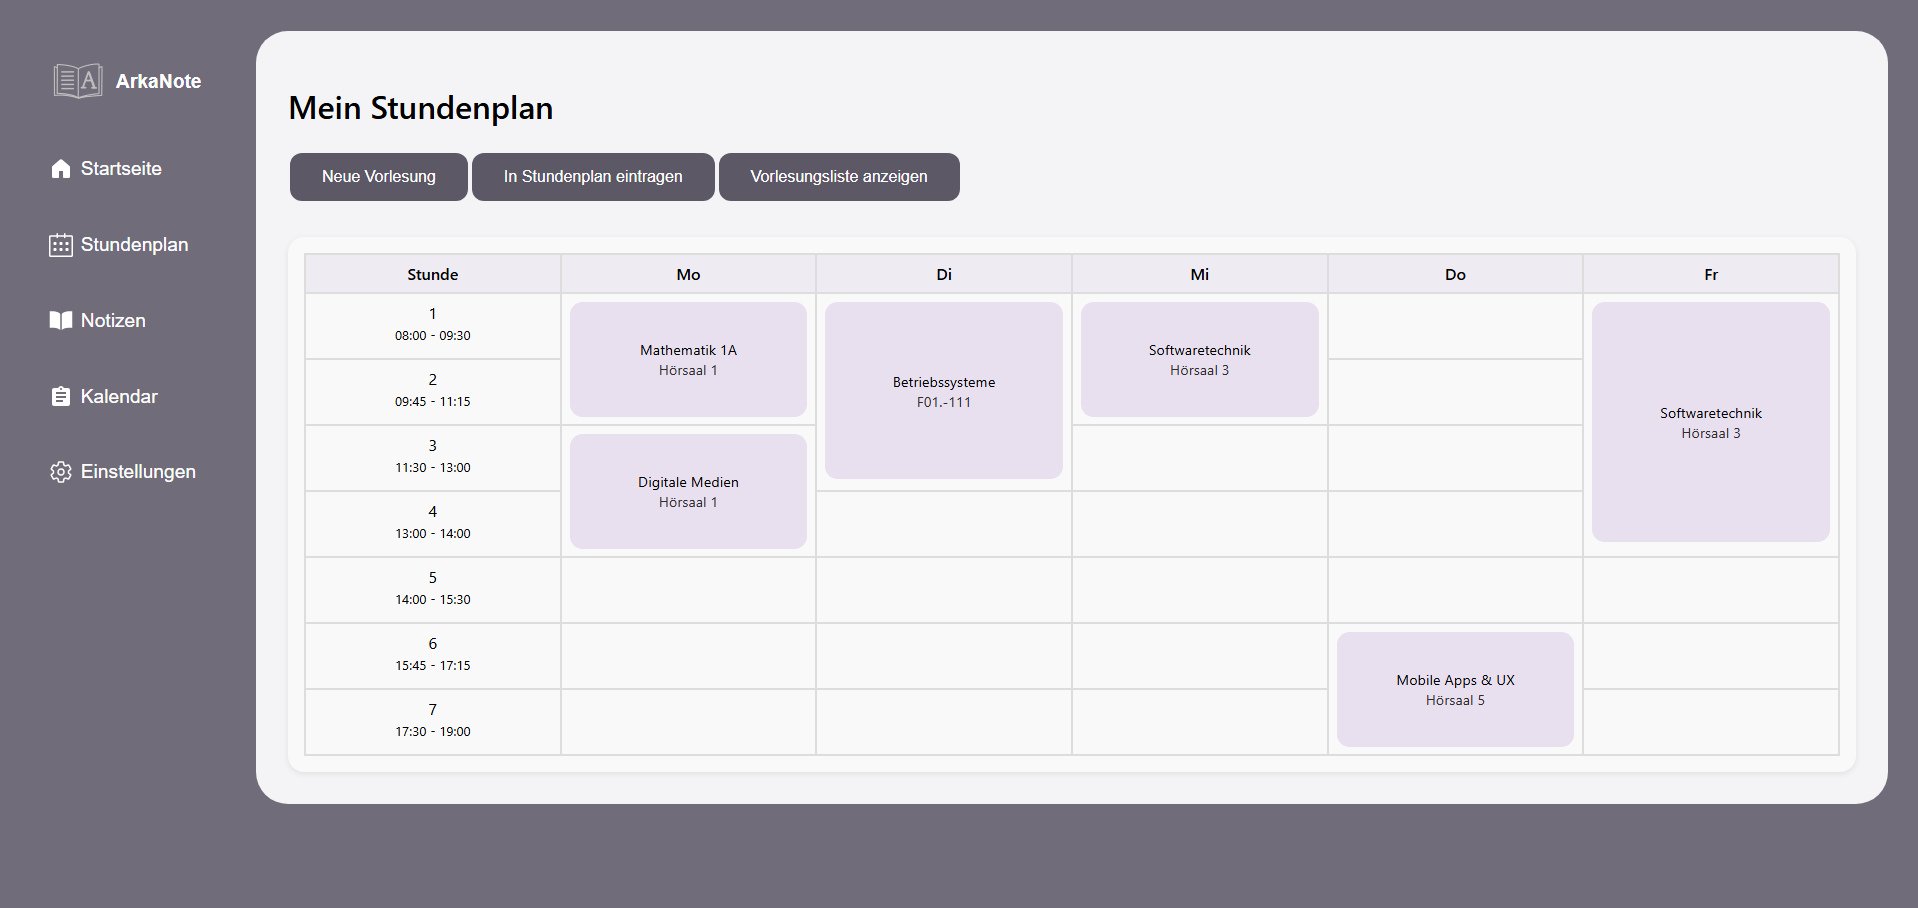 A ArkaNote
Startseite
Stundenplan
Notizen
Kalendar
Einstellungen
Mein Stundenplan
Neue Vorlesung In Stundenplan eintragen Vorlesungsliste anzeigen
Stunde Mo Di Mi Do Fr
1
08:00 - 09:30
Mathematik 1A Softwaretechnik
Hörsaal 1 Hörsaal 3
2
09:45 - 11:15
Betriebssysteme
F01.-111
Softwaretechnik
Hörsaal 3
3
11:30 - 13:00
Digitale Medien
Hörsaal 1
4
13:00 - 14:00
5
14:00 - 15:30
6
15:45 - 17:15
Mobile Apps & UX
Hörsaal 5
7
17:30 - 19:00